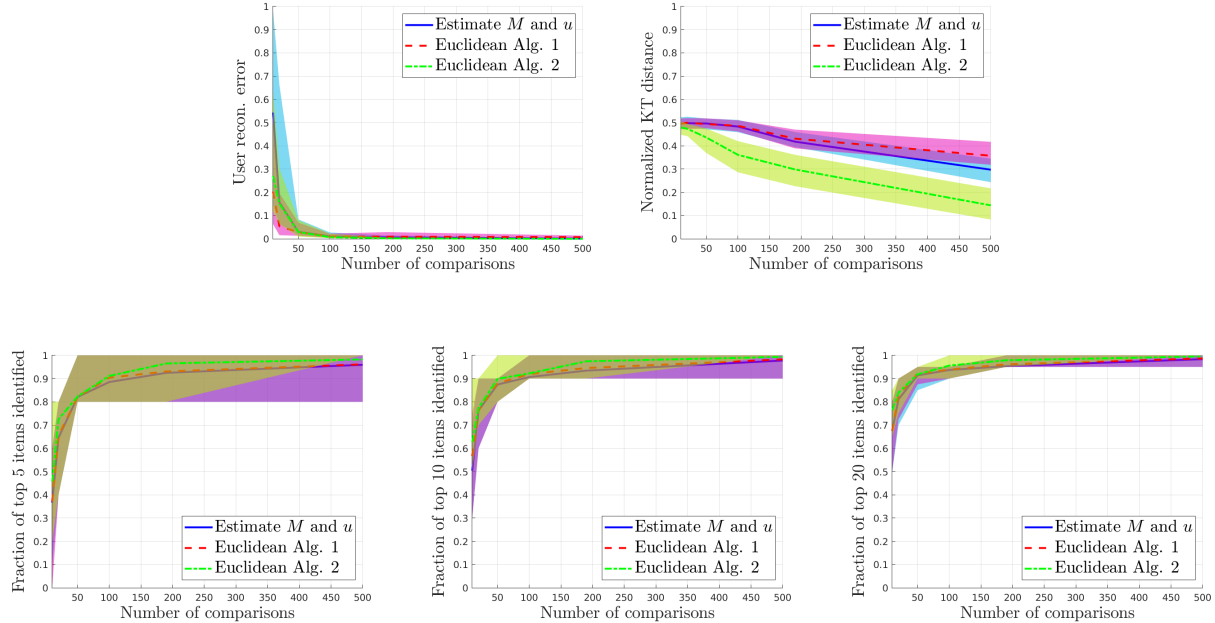 User recon. error
1
0.9
0.8
0.7
0.6
0.5
0.4
0.3
0.2
0.1
0
50 100 150 200 250 300 350 400 450 500
Number of comparisons
Estimate M and u
Euclidean Alg. 1
Euclidean Alg. 2
Normalized KT distance
1
0.9
0.8
0.7
0.6
0.5
0.4
0.3
0.2
0.1
0
50 100 150 200 250 300 350 400 450 500
Number of comparisons
Estimate M and u
Euclidean Alg. 1
Euclidean Alg. 2
Fraction of top 5 items identified
1
0.9
0.8
0.7
0.6
0.5
0.4
0.3
0.2
0.1
0
50 100 150 200 250 300 350 400 450 500
Number of comparisons
Estimate M and u
Euclidean Alg. 1
Euclidean Alg. 2
Fraction of top 10 items identified
1
0.9
0.8
0.7
0.6
0.5
0.4
0.3
0.2
0.1
0
50 100 150 200 250 300 350 400 450 500
Number of comparisons
Estimate M and u
Euclidean Alg. 1
Euclidean Alg. 2
Fraction of top 20 items identified
1
0.9
0.8
0.7
0.6
0.5
0.4
0.3
0.2
0.1
0
50 100 150 200 250 300 350 400 450 500
Number of comparisons
Estimate M and u
Euclidean Alg. 1
Euclidean Alg. 2